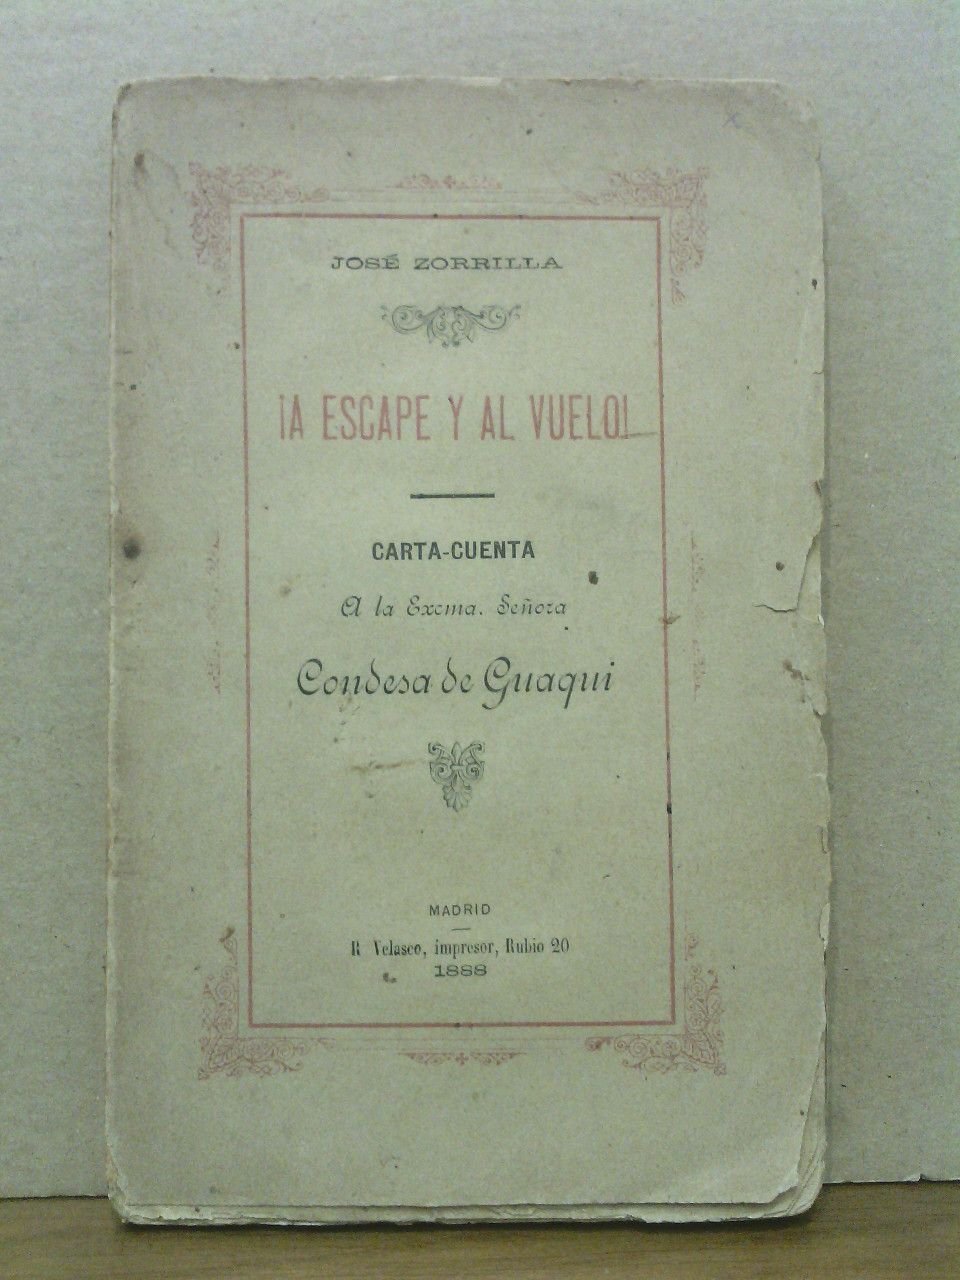 JOSÉ ZORRILLA
¡A ESCAPE Y AL VUELO!
CARTA-CUENTA
A la Excma. Señora
Condesa de Guaqui
MADRID
R Velasco, impresor, Rubio 20
1888